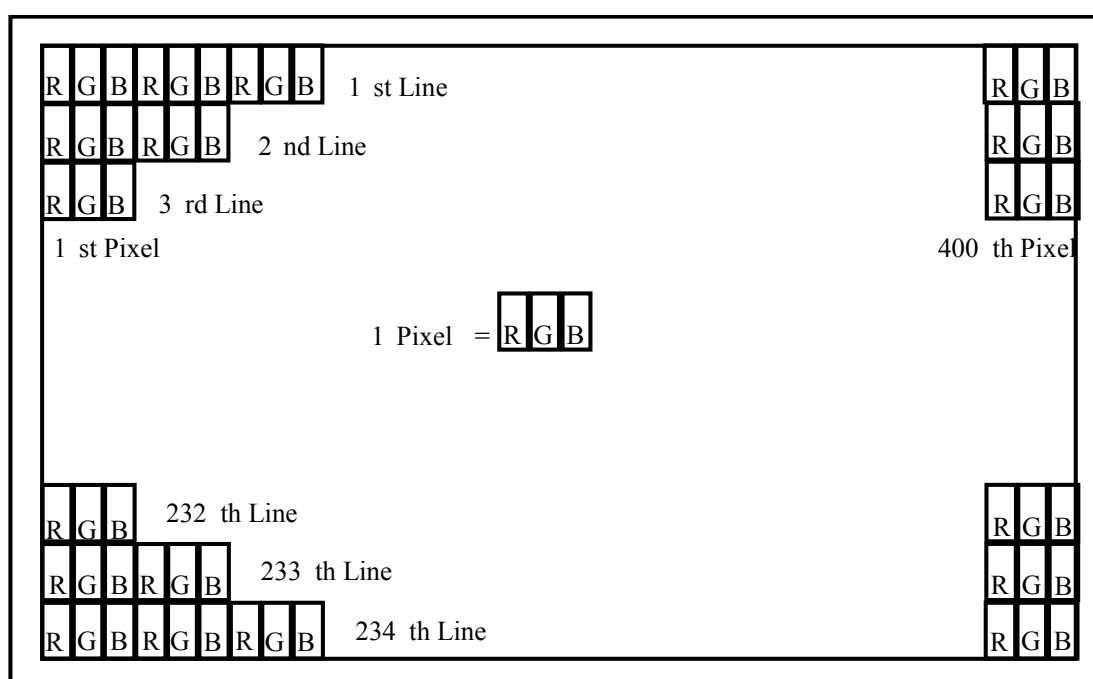 R G B R G B R G B 1 st Line R G B
R G B R G B 2 nd Line R G B
R G B 3 rd Line R G B
1 st Pixel 400 th Pixel
1 Pixel = R G B
R G B 232 th Line R G B
R G B R G B 233 th Line R G B
R G B R G B R G B 234 th Line R G B